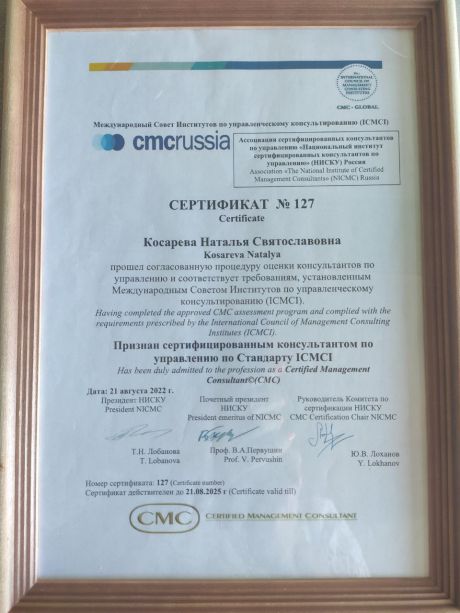 The
INTERNATIONAL
COUNCIL OF
MANAGEMENT
CONSULTING
INSTITUTES
CMC - GLOBAL
Международный Совет Институтов по управленческому консультированию (ICMCI)
cmcrussia
Ассоциация сертифицированных консультантов
по управлению «Национальный институт
сертифицированных консультантов по
управлению» (НИСКУ) Россия
Association «The National Institute of Certified
Management Consultants» (NICMC) Russia
СЕРТИФИКАТ № 127
Certificate
Косарева Наталья Святославовна
Kosareva Natalya
прошел согласованную процедуру оценки консультантов по
управлению и соответствует требованиям, установленным
Международным Советом Институтов по управленческому
консультированию (ICMCI).
Having completed the approved CMC assessment program and complied with the
requirements prescribed by the International Council of Management Consulting
Institutes (ICMCI).
Признан сертифицированным консультантом по
управлению по Стандарту ICMCI
Has been duly admitted to the profession as a Certified Management
Consultant©(CMC)
Дата: 21 августа 2022 г.
Президент НИСКУ
President NICMC
Почетный президент
НИСКУ
President emeritus of NICMC
Руководитель Комитета по
сертификации НИСКУ
CMC Certification Chair NICMC
Т.Н. Лобанова
T. Lobanova
Проф. В.А.Первушин
Prof. V. Pervushin
Ю.В. Лоханов
Y. Lokhanov
Номер сертификата: 127 (Certificate number)
Сертификат действителен до 21.08.2025 г (Certificate valid till)
CMC CERTIFIED MANAGEMENT CONSULTANT